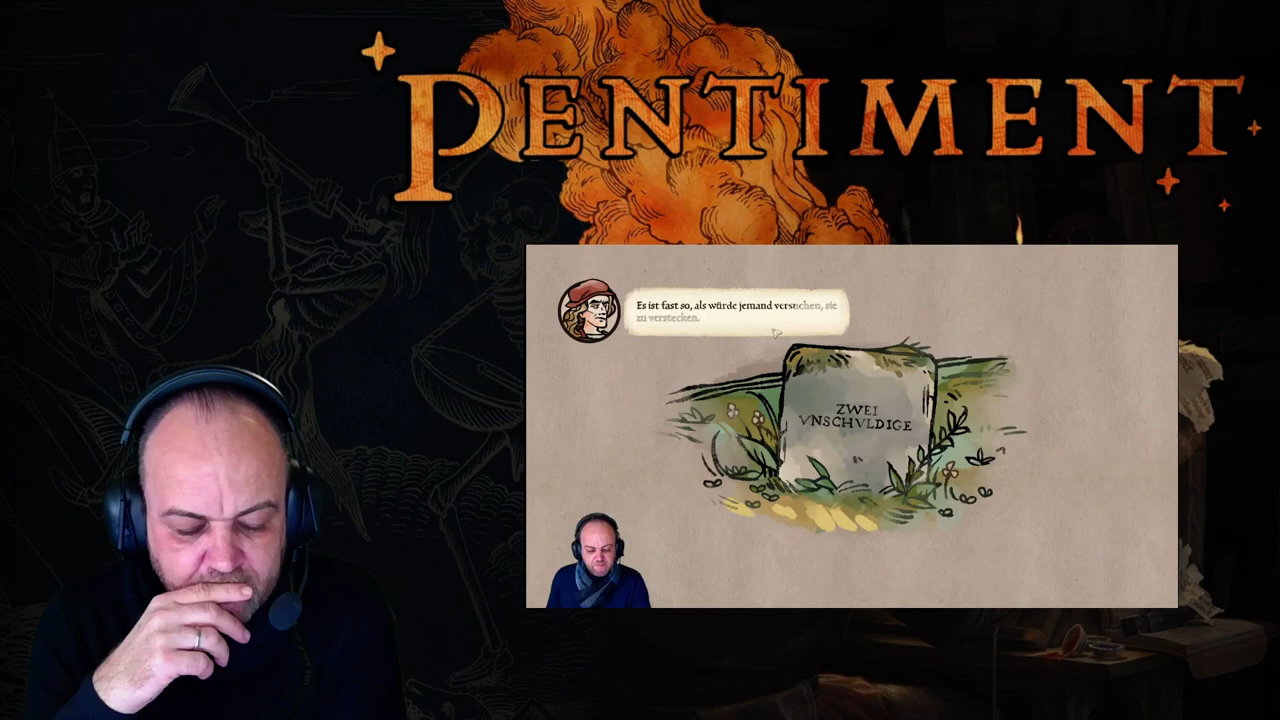 PENTIMENT
Es ist fast so, als würde jemand versuchen, sie
zu verstecken.
ZWEI
VNSCHVLDIGE